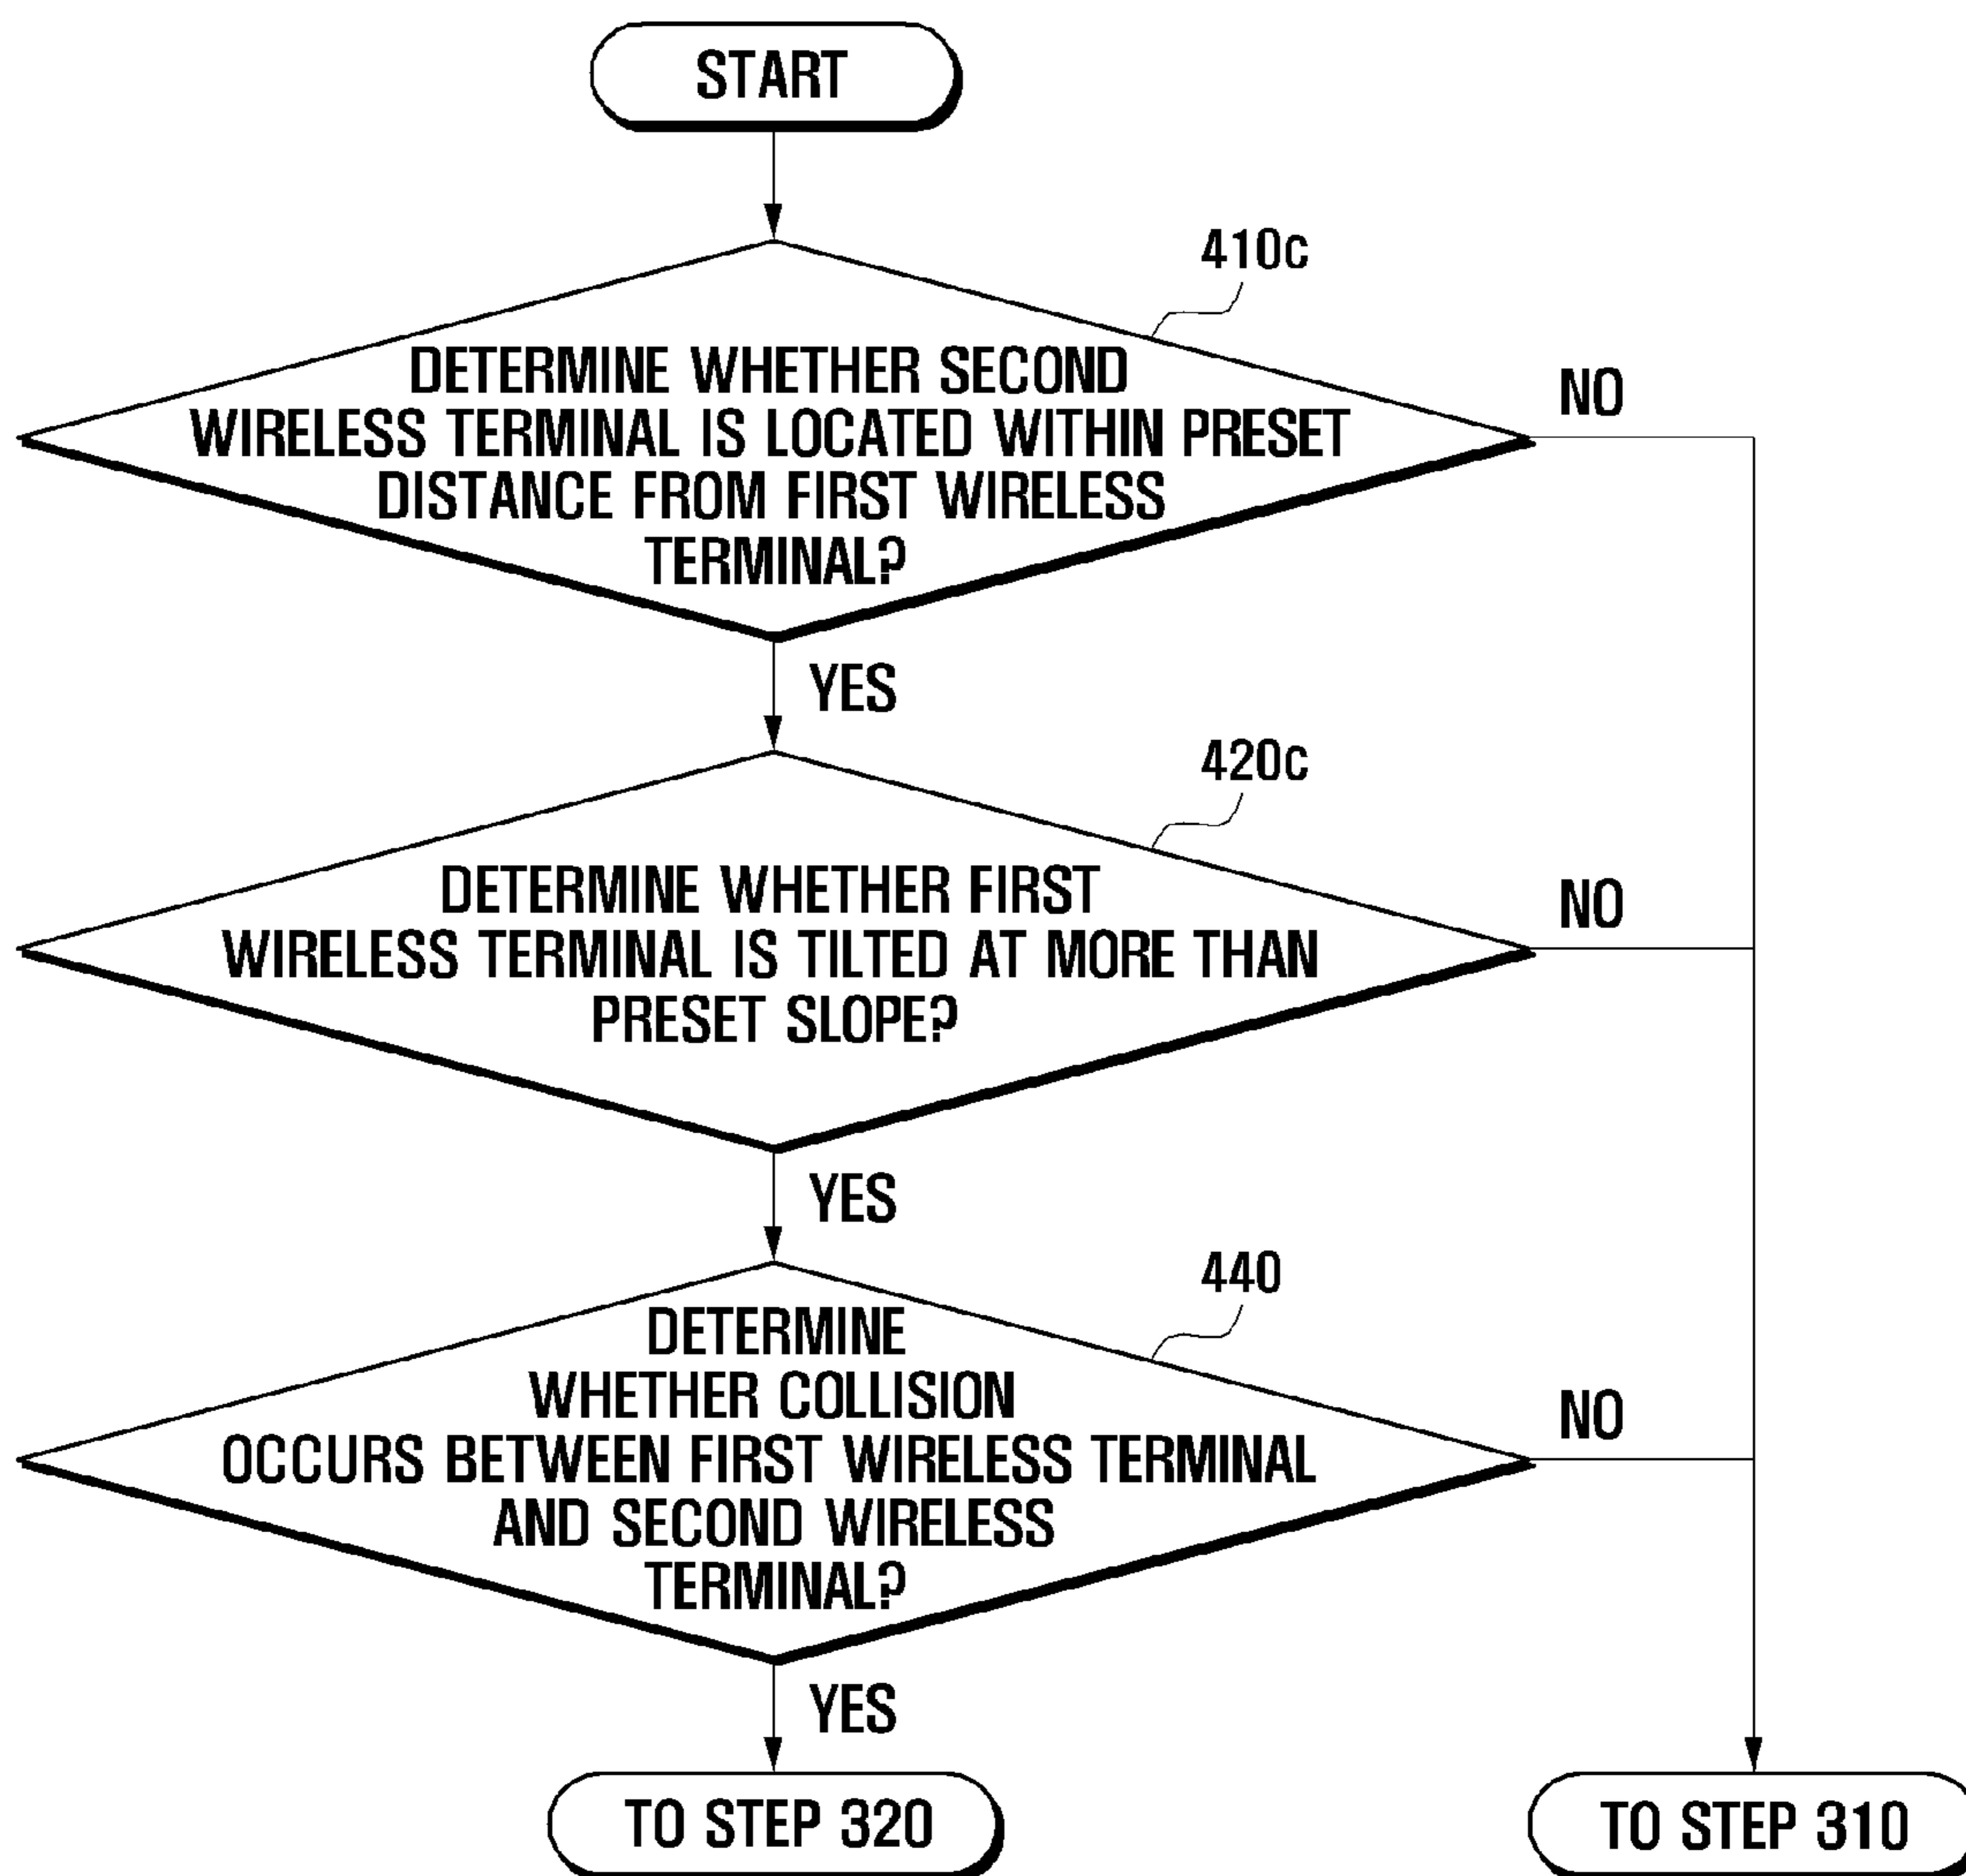 START
410c
DETERMINE WHETHER SECOND
WIRELESS TERMINAL IS LOCATED WITHIN PRESET
DISTANCE FROM FIRST WIRELESS
TERMINAL?
NO
YES
420c
DETERMINE WHETHER FIRST
WIRELESS TERMINAL IS TILTED AT MORE THAN
PRESET SLOPE?
NO
YES
440
DETERMINE
WHETHER COLLISION
OCCURS BETWEEN FIRST WIRELESS TERMINAL
AND SECOND WIRELESS
TERMINAL?
NO
YES
TO STEP 320
TO STEP 310